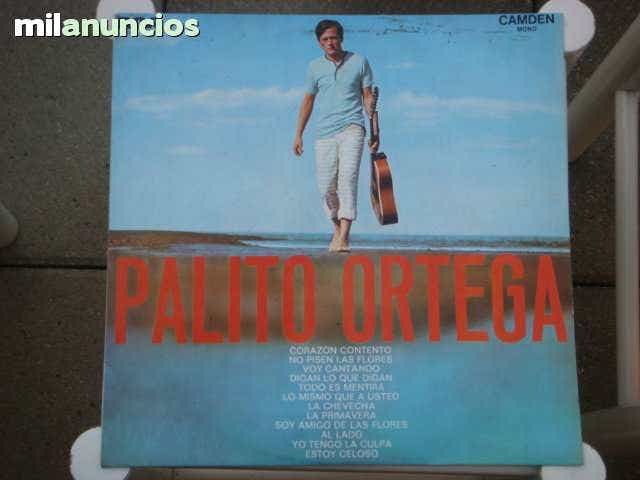 milanuncios
CAMDEN
MONO
PALITO ORTEGA
CORAZON CONTENTO
NO PISEN LAS FLORES
VOY CANTANDO
DIGAN LO QUE DIGAN
TODO ES MENTIRA
LO MISMO QUE A USTED
LA CHEVECHA
LA PRIMAVERA
SOY AMIGO DE LAS FLORES
AL LADO
YO TENGO LA CULPA
ESTOY CELOSO